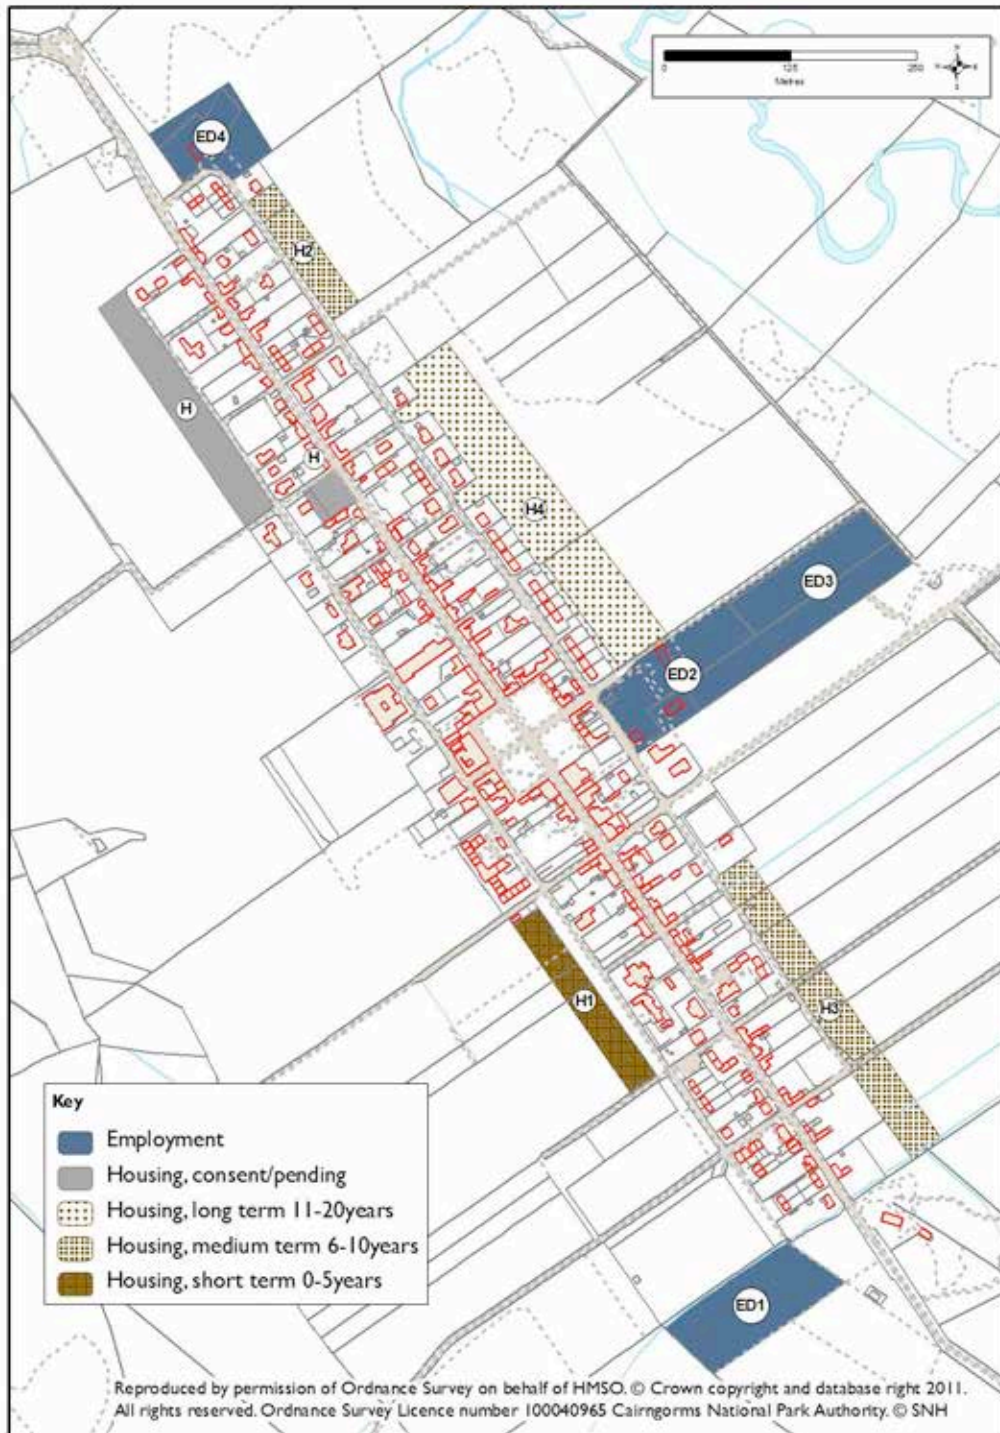 0 125 250
Metres
N
W E
S
ED4
H2
H
H
H4
ED3
ED2
H3
H1
ED1
Key
Employment
Housing, consent/pending
Housing, long term 11-20years
Housing, medium term 6-10years
Housing, short term 0-5years
Reproduced by permission of Ordnance Survey on behalf of HMSO. © Crown copyright and database right 2011.
All rights reserved. Ordnance Survey Licence number 100040965 Cairngorms National Park Authority. © SNH